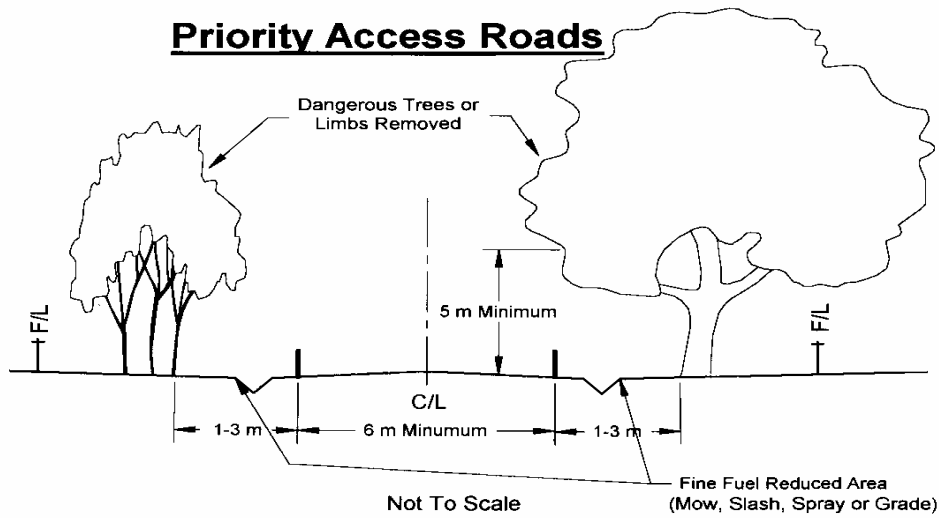 Priority Access Roads
Dangerous Trees or
Limbs Removed
5 m Minimum
F/L
F/L
C/L
1-3 m
6 m Minumum
1-3 m
Fine Fuel Reduced Area
(Mow, Slash, Spray or Grade)
Not To Scale